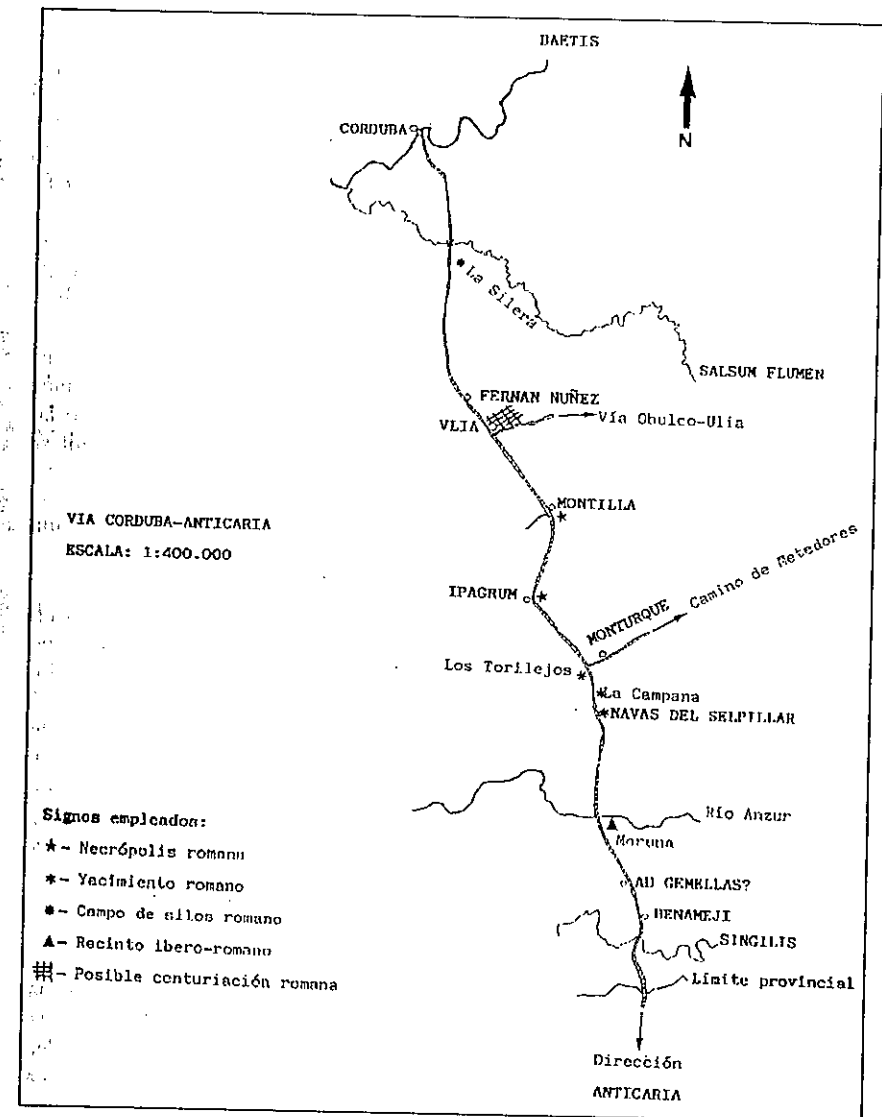 BAETIS
N
CORDUBA
La Silera
SALSUM FLUMEN
FERNAN NUÑEZ
VLIA
Vía Obulco-Ulía
MONTILLA
VIA CORDUBA-ANTICARIA
ESCALA: 1:400.000
IPAGRUM
MONTURQUE
Camino de Metedores
Los Torilejos
La Campana
NAVAS DEL SELPILLAR
Río Anzur
Moruna
AD GEMELLAS?
BENAMEJI
SINGILIS
Límite provincial
Dirección
ANTICARIA
Signos empleados:
- Necrópolis romana
- Yacimiento romano
- Campo de silos romano
- Recinto ibero-romano
- Posible centuriación romana